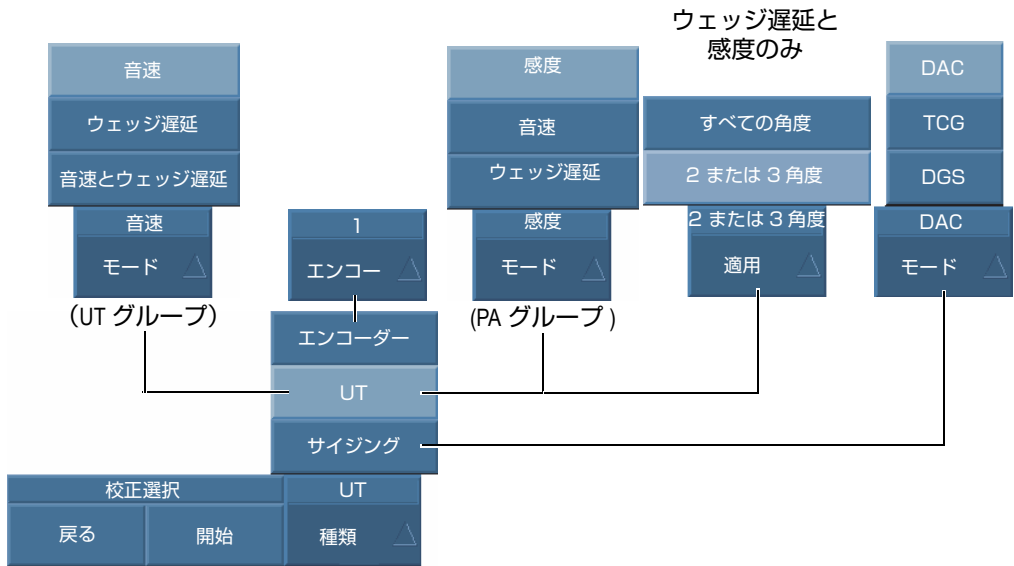 音速
ウェッジ遅延
音速とウェッジ遅延
音速
モード
(UT グループ)
1
エンコー
感度
音速
ウェッジ遅延
感度
モード
(PA グループ )
ウェッジ遅延と
感度のみ
すべての角度
2 または 3 角度
2 または 3 角度
適用
DAC
TCG
DGS
DAC
モード
エンコーダー
UT
サイジング
校正選択
UT
戻る
開始
種類